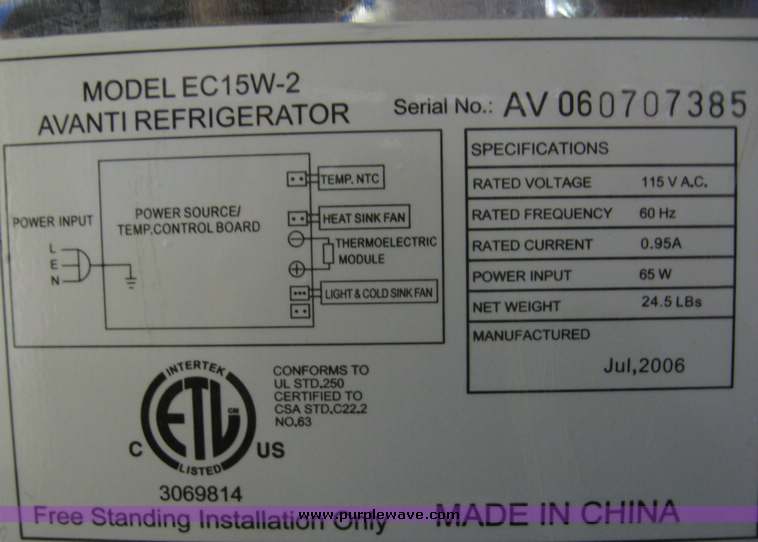 MODEL EC15W-2
AVANTI REFRIGERATOR
Serial No.: AV 060707385
POWER INPUT
L
E
N
POWER SOURCE/
TEMP.CONTROL BOARD
TEMP. NTC
HEAT SINK FAN
THERMOELECTRIC
MODULE
LIGHT & COLD SINK FAN
SPECIFICATIONS
RATED VOLTAGE 115 V A.C.
RATED FREQUENCY 60 Hz
RATED CURRENT 0.95A
POWER INPUT 65 W
NET WEIGHT 24.5 LBs
MANUFACTURED
Jul,2006
INTERTEK
ETL CM
LISTED
C US
3069814
CONFORMS TO
UL STD,250
CERTIFIED TO
CSA STD.C22.2
NO,63
Free Standing Installation Only
www.purplewave.com
MADE IN CHINA